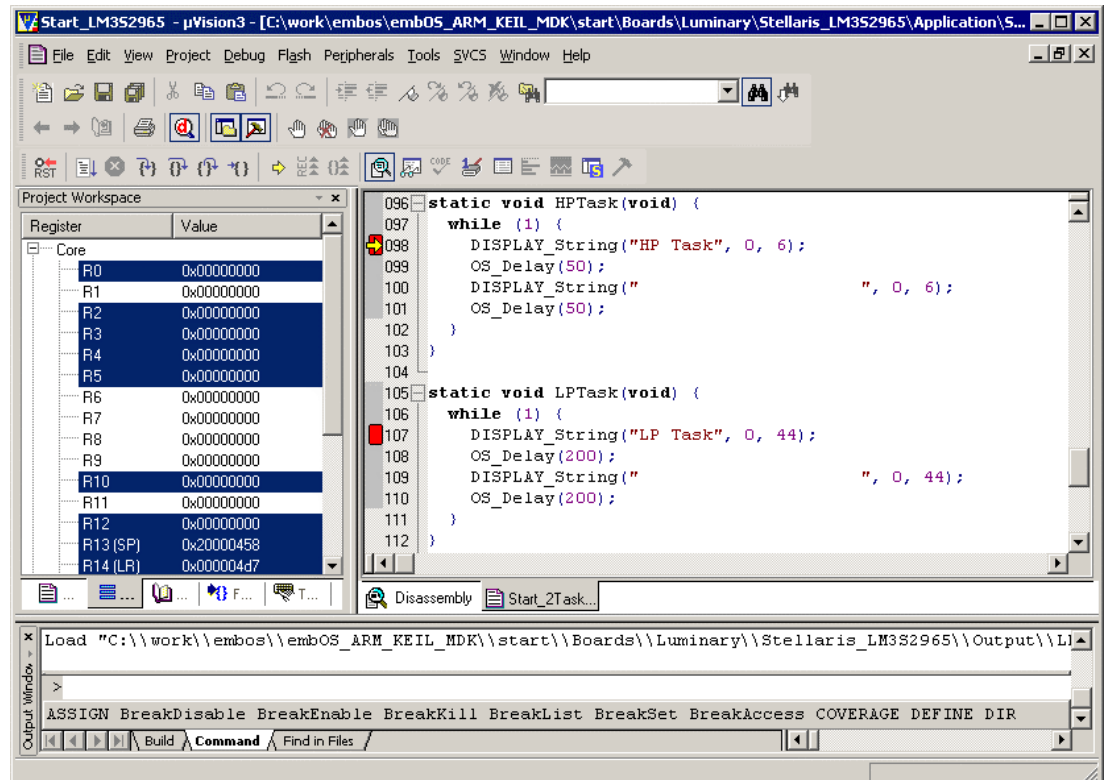 Start_LM3S2965 - µVision3 - [C:\work\embos\embOS_ARM_KEIL_MDK\start\Boards\Luminary\Stellaris_LM3S2965\Application\S...
File Edit View Project Debug Flash Peripherals Tools SVCS Window Help
RST CODE
Project Workspace
Register Value
Core
R0 0x00000000
R1 0x00000000
R2 0x00000000
R3 0x00000000
R4 0x00000000
R5 0x00000000
R6 0x00000000
R7 0x00000000
R8 0x00000000
R9 0x00000000
R10 0x00000000
R11 0x00000000
R12 0x00000000
R13 (SP) 0x20000458
R14 (LR) 0x000004d7
... ... ... F... T...
096 static void HPTask(void) {
097 while (1) {
098 DISPLAY_String("HP Task", 0, 6);
099 OS_Delay(50);
100 DISPLAY_String("                    ", 0, 6);
101 OS_Delay(50);
102 }
103 }
104
105 static void LPTask(void) {
106 while (1) {
107 DISPLAY_String("LP Task", 0, 44);
108 OS_Delay(200);
109 DISPLAY_String("                    ", 0, 44);
110 OS_Delay(200);
111 }
112 }
Disassembly Start_2Task...
Output Window
Load "C:\\work\\embos\\embOS_ARM_KEIL_MDK\\start\\Boards\\Luminary\\Stellaris_LM3S2965\\Output\\
>
ASSIGN BreakDisable BreakEnable BreakKill BreakList BreakSet BreakAccess COVERAGE DEFINE DIR
Build Command Find in Files